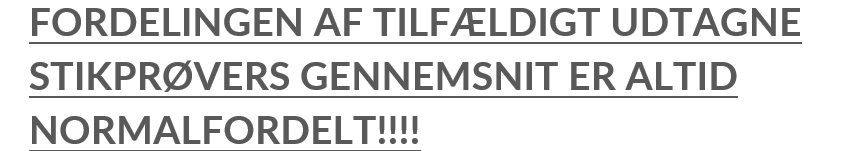 FORDELINGEN AF TILFÆLDIGT UDTAGNE
STIKPRØVERS GENNEMSNIT ER ALTID
NORMALFORDELT!!!!